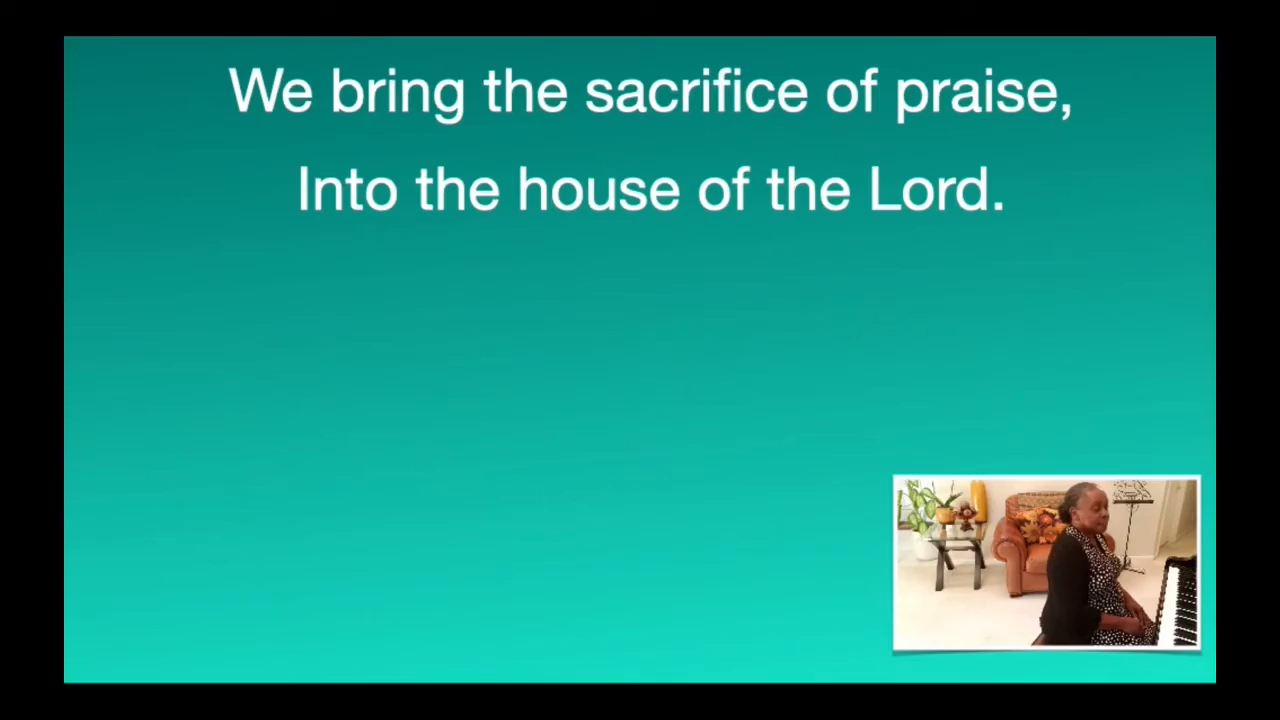 We bring the sacrifice of praise,
Into the house of the Lord.